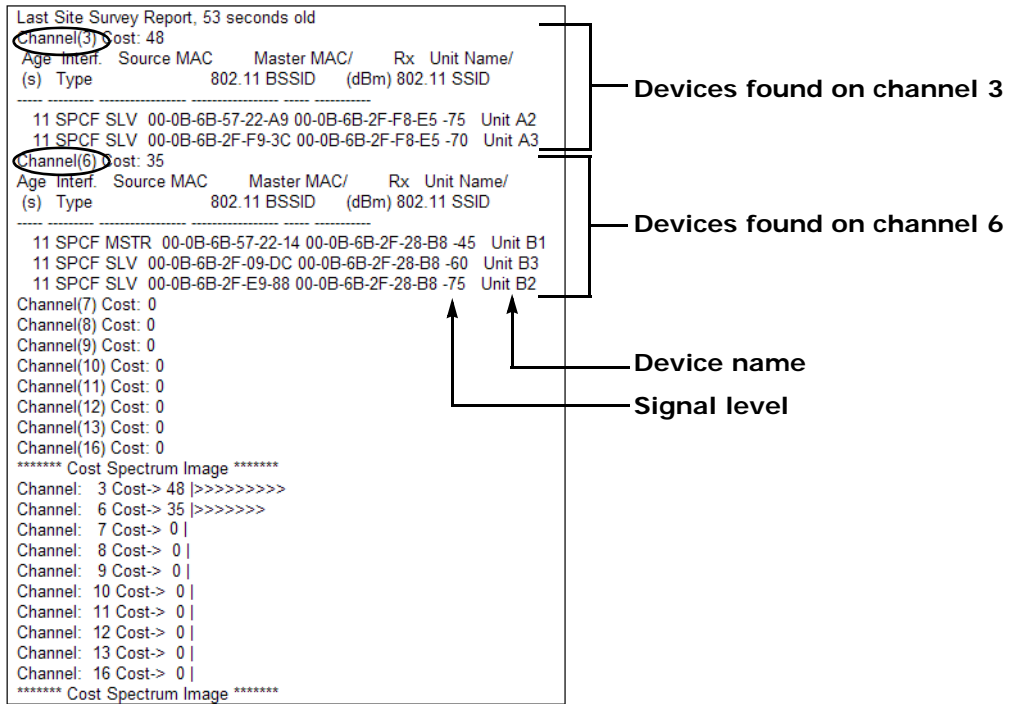 Last Site Survey Report, 53 seconds old
Channel(3) Cost: 48
Age Interf. Source MAC Master MAC/ Rx Unit Name/
(s) Type 802.11 BSSID (dBm) 802.11 SSID
----- --------- ----------------- ----------------- ----- -----------
11 SPCF SLV 00-0B-6B-57-22-A9 00-0B-6B-2F-F8-E5 -75 Unit A2
11 SPCF SLV 00-0B-6B-2F-F9-3C 00-0B-6B-2F-F8-E5 -70 Unit A3
Devices found on channel 3
Channel(6) Cost: 35
Age Interf. Source MAC Master MAC/ Rx Unit Name/
(s) Type 802.11 BSSID (dBm) 802.11 SSID
----- --------- ----------------- ----------------- ----- -----------
11 SPCF MSTR 00-0B-6B-57-22-14 00-0B-6B-2F-28-B8 -45 Unit B1
11 SPCF SLV 00-0B-6B-2F-09-DC 00-0B-6B-2F-28-B8 -60 Unit B3
11 SPCF SLV 00-0B-6B-2F-E9-88 00-0B-6B-2F-28-B8 -75 Unit B2
Devices found on channel 6
Channel(7) Cost: 0
Channel(8) Cost: 0
Channel(9) Cost: 0
Channel(10) Cost: 0
Channel(11) Cost: 0
Channel(12) Cost: 0
Channel(13) Cost: 0
Channel(16) Cost: 0
Device name
Signal level
******* Cost Spectrum Image *******
Channel: 3 Cost-> 48 |>>>>>>>>>
Channel: 6 Cost-> 35 |>>>>>>>
Channel: 7 Cost-> 0 |
Channel: 8 Cost-> 0 |
Channel: 9 Cost-> 0 |
Channel: 10 Cost-> 0 |
Channel: 11 Cost-> 0 |
Channel: 12 Cost-> 0 |
Channel: 13 Cost-> 0 |
Channel: 16 Cost-> 0 |
******* Cost Spectrum Image *******